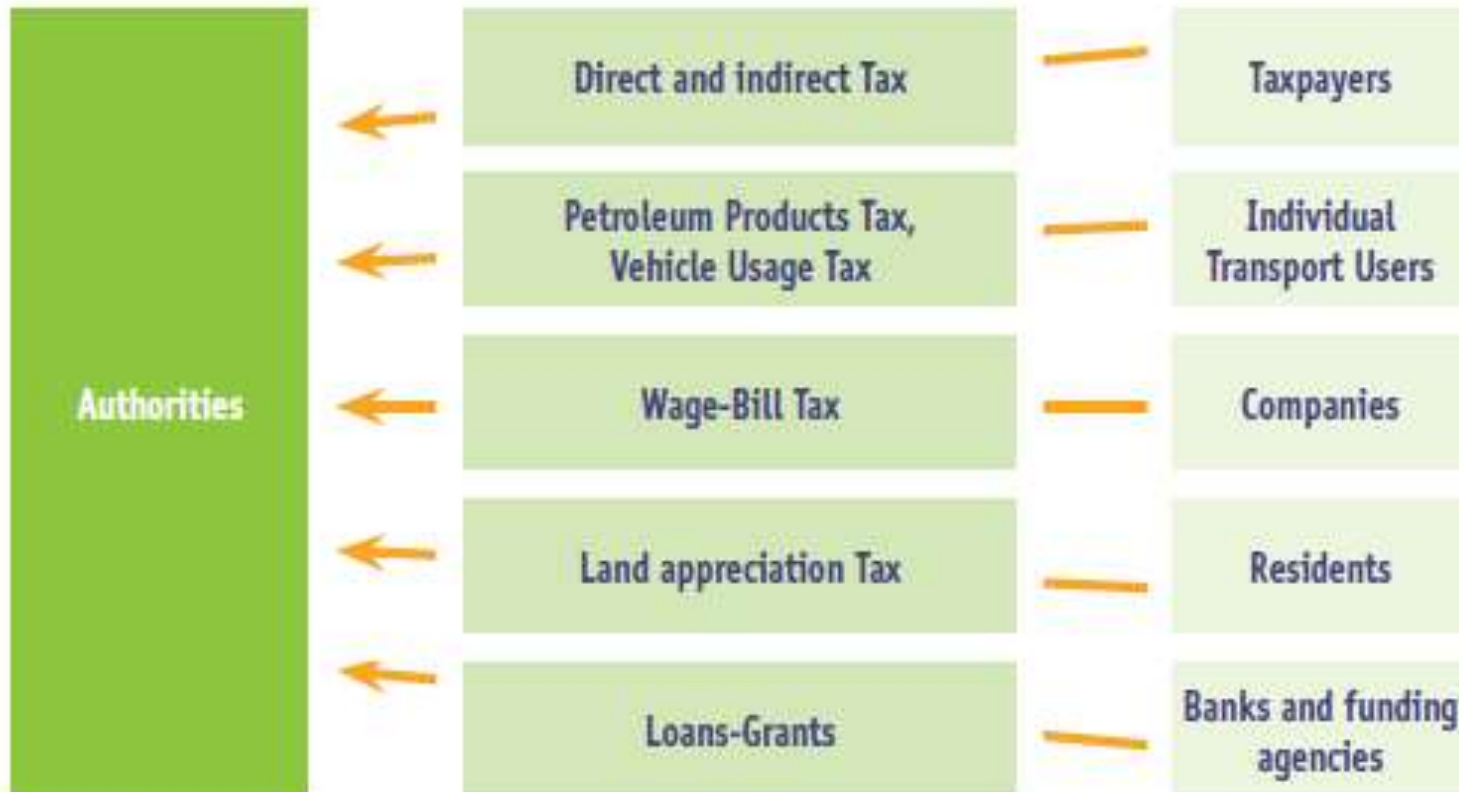 Authorities
Direct and indirect Tax
Taxpayers
Petroleum Products Tax,
Vehicle Usage Tax
Individual
Transport Users
Wage-Bill Tax
Companies
Land appreciation Tax
Residents
Loans-Grants
Banks and funding
agencies